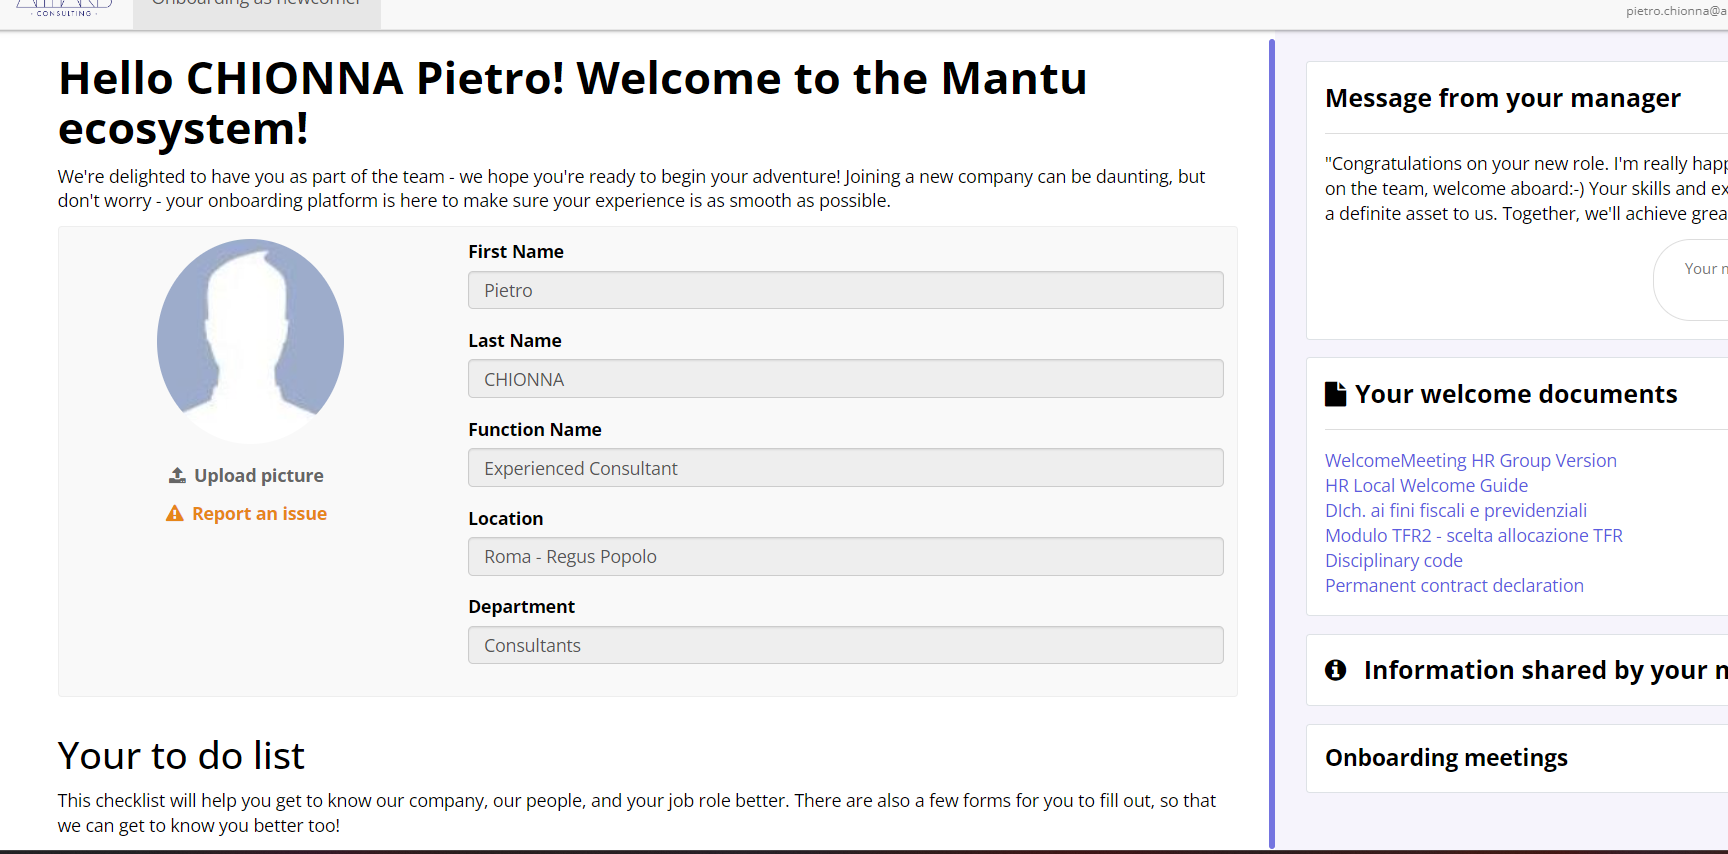 CONSULTING
Onboarding as newcomer
pietro.chionna@a
Hello CHIONNA Pietro! Welcome to the Mantu
ecosystem!
We're delighted to have you as part of the team - we hope you're ready to begin your adventure! Joining a new company can be daunting, but
don't worry - your onboarding platform is here to make sure your experience is as smooth as possible.
Upload picture
Report an issue
First Name
Pietro
Last Name
CHIONNA
Function Name
Experienced Consultant
Location
Roma - Regus Popolo
Department
Consultants
Your to do list
This checklist will help you get to know our company, our people, and your job role better. There are also a few forms for you to fill out, so that
we can get to know you better too!
Message from your manager
"Congratulations on your new role. I'm really happ
on the team, welcome aboard:-) Your skills and ex
a definite asset to us. Together, we'll achieve grea
Your
Your welcome documents
WelcomeMeeting HR Group Version
HR Local Welcome Guide
DIch. ai fini fiscali e previdenziali
Modulo TFR2 - scelta allocazione TFR
Disciplinary code
Permanent contract declaration
Information shared by your
Onboarding meetings